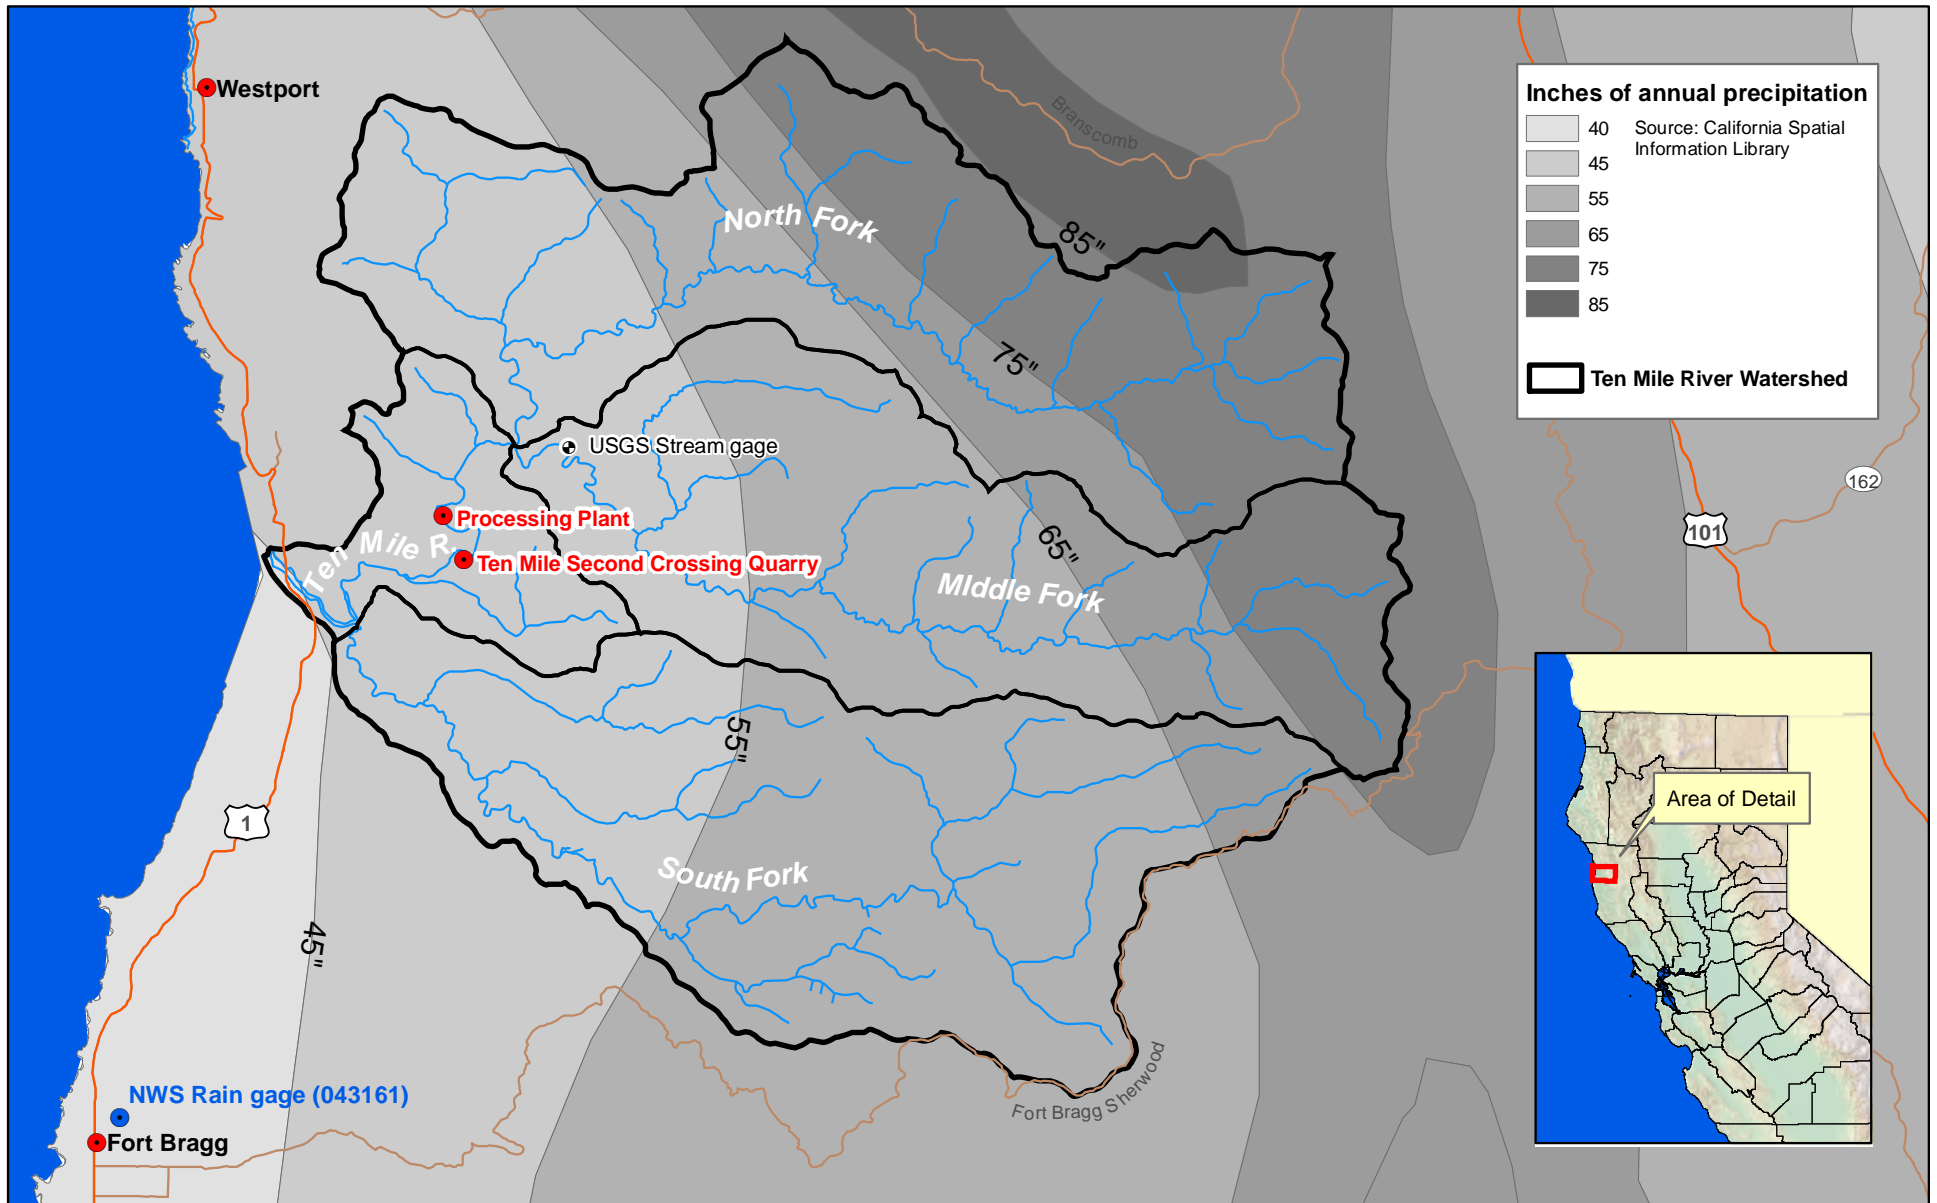 Westport
Branscomb
Inches of annual precipitation
40
Source: California Spatial
Information Library
45
55
65
75
85
Ten Mile River Watershed
North Fork
85"
75"
USGS Stream gage
162
101
Processing Plant
Ten Mile R.
Ten Mile Second Crossing Quarry
65"
MIddle Fork
55"
Area of Detail
1
South Fork
45"
Fort Bragg Sherwood
NWS Rain gage (043161)
Fort Bragg